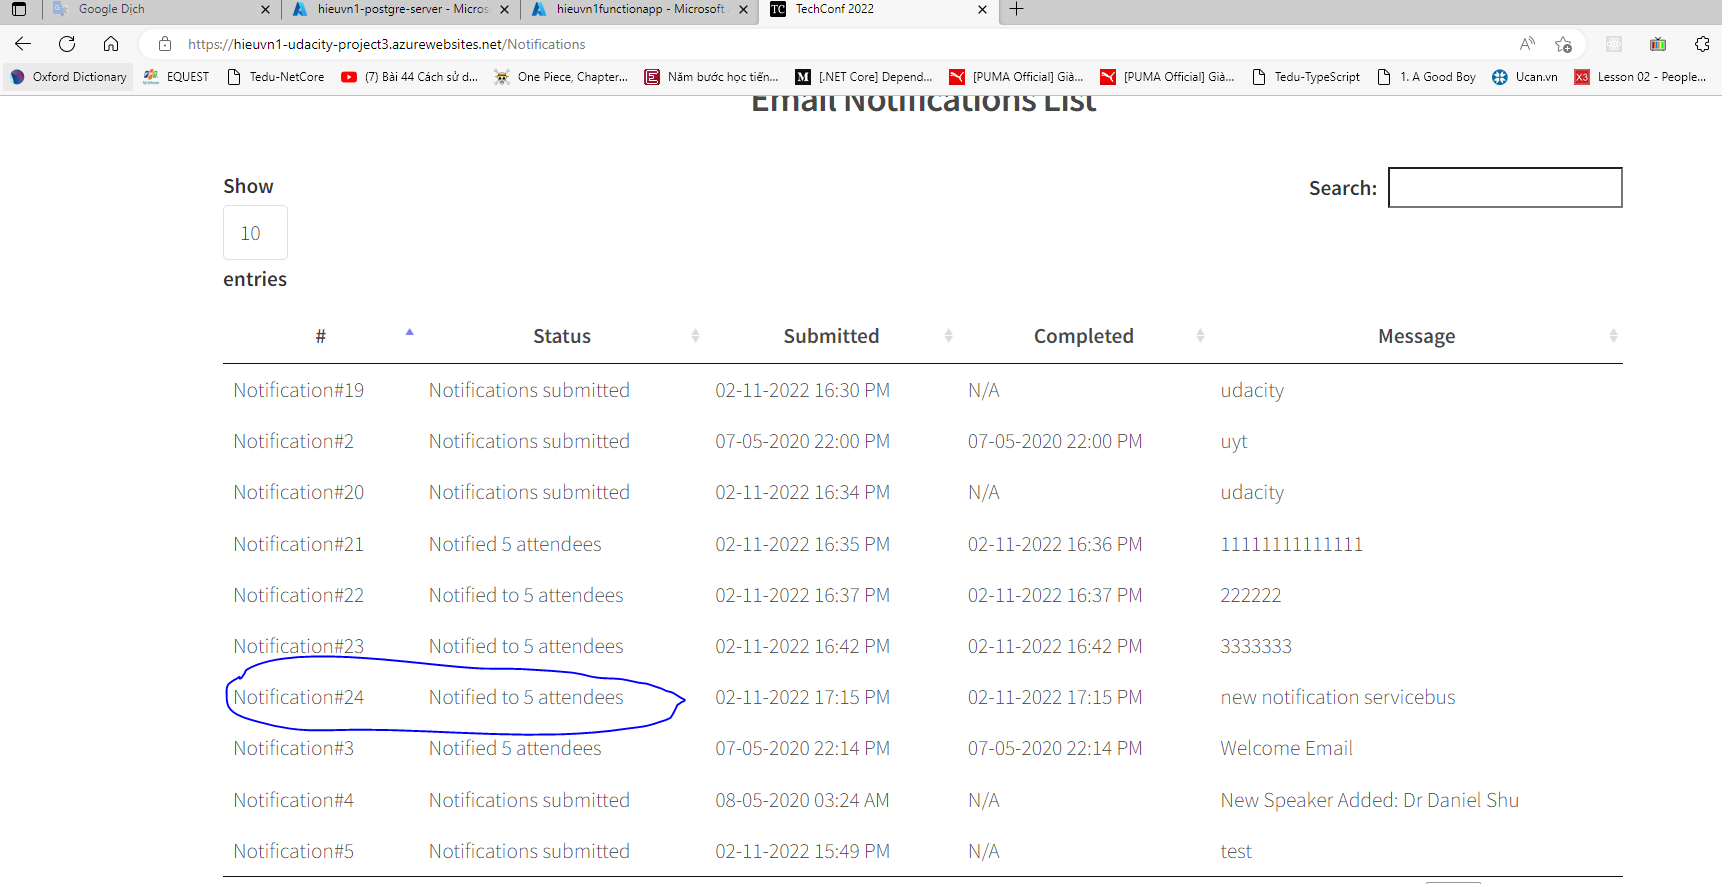 Google Dịch
hieuvn1-postgre-server - Micros
hieuvn1functionapp - Microsoft
TC TechConf 2022
https://hieuvn1-udacity-project3.azurewebsites.net/Notifications
Oxford Dictionary EQUEST Tedu-NetCore (7) Bài 44 Cách sử d... One Piece, Chapter... Năm bước học tiến... [.NET Core] Depend... [PUMA Official] Già... [PUMA Official] Già... Tedu-TypeScript 1. A Good Boy Ucan.vn X3 Lesson 02 - People...
Email Notifications List
Show
10
entries
Search:
# Status Submitted Completed Message
Notification#19 Notifications submitted 02-11-2022 16:30 PM N/A udacity
Notification#2 Notifications submitted 07-05-2020 22:00 PM 07-05-2020 22:00 PM uyt
Notification#20 Notifications submitted 02-11-2022 16:34 PM N/A udacity
Notification#21 Notified 5 attendees 02-11-2022 16:35 PM 02-11-2022 16:36 PM 11111111111111
Notification#22 Notified to 5 attendees 02-11-2022 16:37 PM 02-11-2022 16:37 PM 222222
Notification#23 Notified to 5 attendees 02-11-2022 16:42 PM 02-11-2022 16:42 PM 3333333
Notification#24 Notified to 5 attendees 02-11-2022 17:15 PM 02-11-2022 17:15 PM new notification servicebus
Notification#3 Notified 5 attendees 07-05-2020 22:14 PM 07-05-2020 22:14 PM Welcome Email
Notification#4 Notifications submitted 08-05-2020 03:24 AM N/A New Speaker Added: Dr Daniel Shu
Notification#5 Notifications submitted 02-11-2022 15:49 PM N/A test